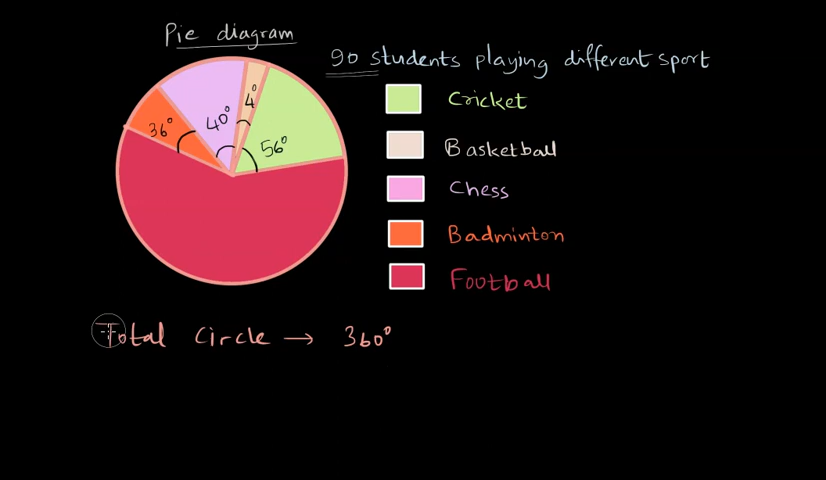 Pie diagram
90 students playing different sport
36°
40°
4°
56°
Cricket
Basketball
Chess
Badminton
Football
Total Circle → 360°